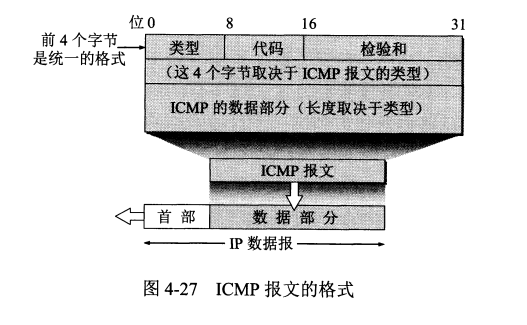 位 0 8 16 31
前 4 个字节
是统一的格式
类型 代码 检验和
（这 4 个字节取决于 ICMP 报文的类型）
ICMP 的数据部分（长度取决于类型）
ICMP 报文
首 部 数 据 部 分
IP 数据报
图 4-27 ICMP 报文的格式